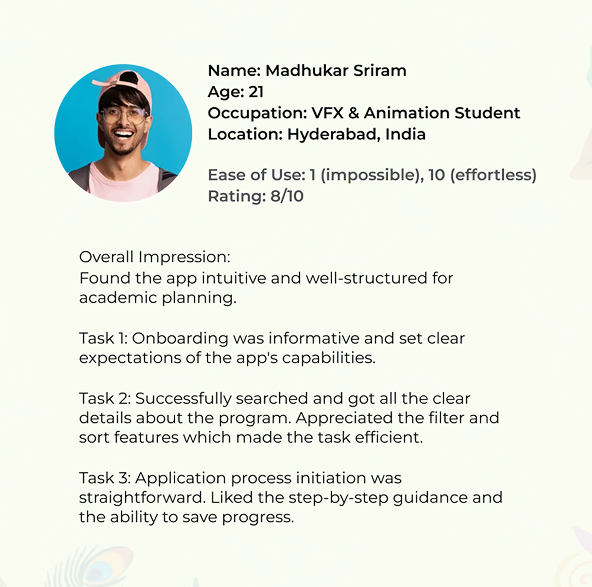 Name: Madhukar Sriram
Age: 21
Occupation: VFX & Animation Student
Location: Hyderabad, India
Ease of Use: 1 (impossible), 10 (effortless)
Rating: 8/10
Overall Impression:
Found the app intuitive and well-structured for
academic planning.
Task 1: Onboarding was informative and set clear
expectations of the app's capabilities.
Task 2: Successfully searched and got all the clear
details about the program. Appreciated the filter and
sort features which made the task efficient.
Task 3: Application process initiation was
straightforward. Liked the step-by-step guidance and
the ability to save progress.